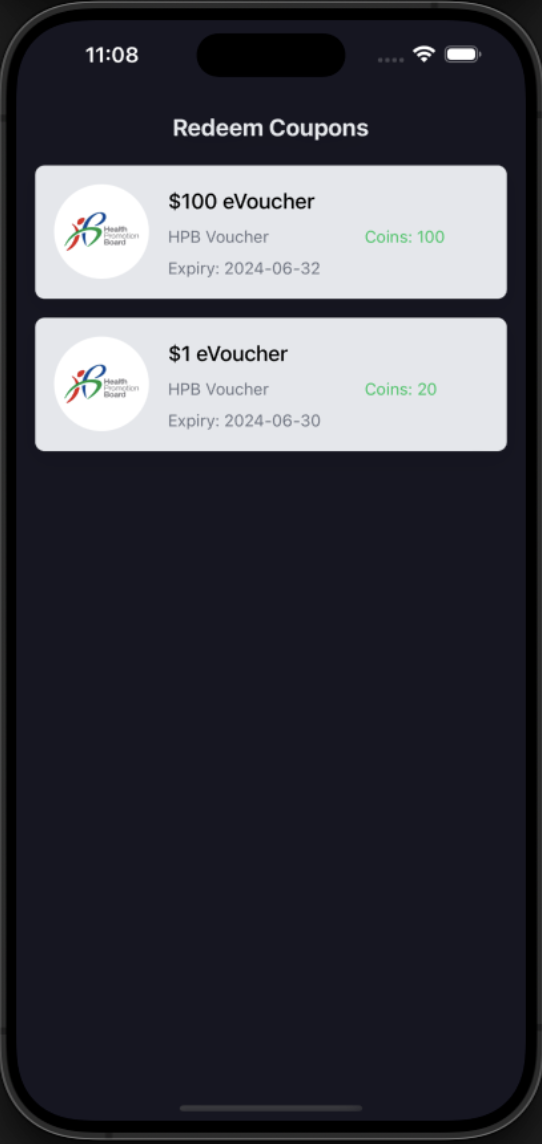 11:08
Redeem Coupons
$100 eVoucher
HPB Voucher
Coins: 100
Expiry: 2024-06-32
Health
Promotion
Board
$1 eVoucher
HPB Voucher
Coins: 20
Expiry: 2024-06-30
Health
Promotion
Board